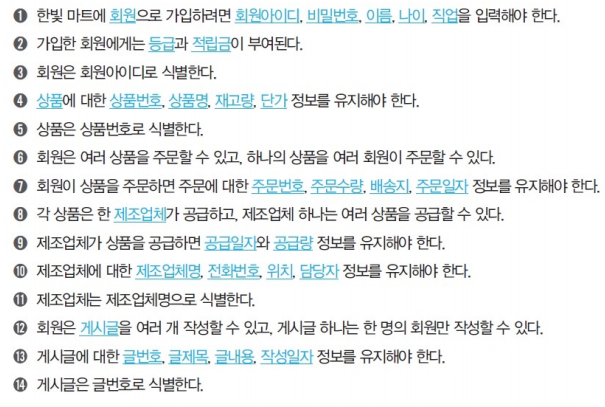 ❶ 한빛 마트에 회원으로 가입하려면 회원아이디, 비밀번호, 이름, 나이, 직업을 입력해야 한다.
❷ 가입한 회원에게는 등급과 적립금이 부여된다.
❸ 회원은 회원아이디로 식별한다.
❹ 상품에 대한 상품번호, 상품명, 재고량, 단가 정보를 유지해야 한다.
❺ 상품은 상품번호로 식별한다.
❻ 회원은 여러 상품을 주문할 수 있고, 하나의 상품을 여러 회원이 주문할 수 있다.
❼ 회원이 상품을 주문하면 주문에 대한 주문번호, 주문수량, 배송지, 주문일자 정보를 유지해야 한다.
❽ 각 상품은 한 제조업체가 공급하고, 제조업체 하나는 여러 상품을 공급할 수 있다.
❾ 제조업체가 상품을 공급하면 공급일자와 공급량 정보를 유지해야 한다.
❿ 제조업체에 대한 제조업체명, 전화번호, 위치, 담당자 정보를 유지해야 한다.
⓫ 제조업체는 제조업체명으로 식별한다.
⓬ 회원은 게시글을 여러 개 작성할 수 있고, 게시글 하나는 한 명의 회원만 작성할 수 있다.
⓭ 게시글에 대한 글번호, 글제목, 글내용, 작성일자 정보를 유지해야 한다.
⓮ 게시글은 글번호로 식별한다.